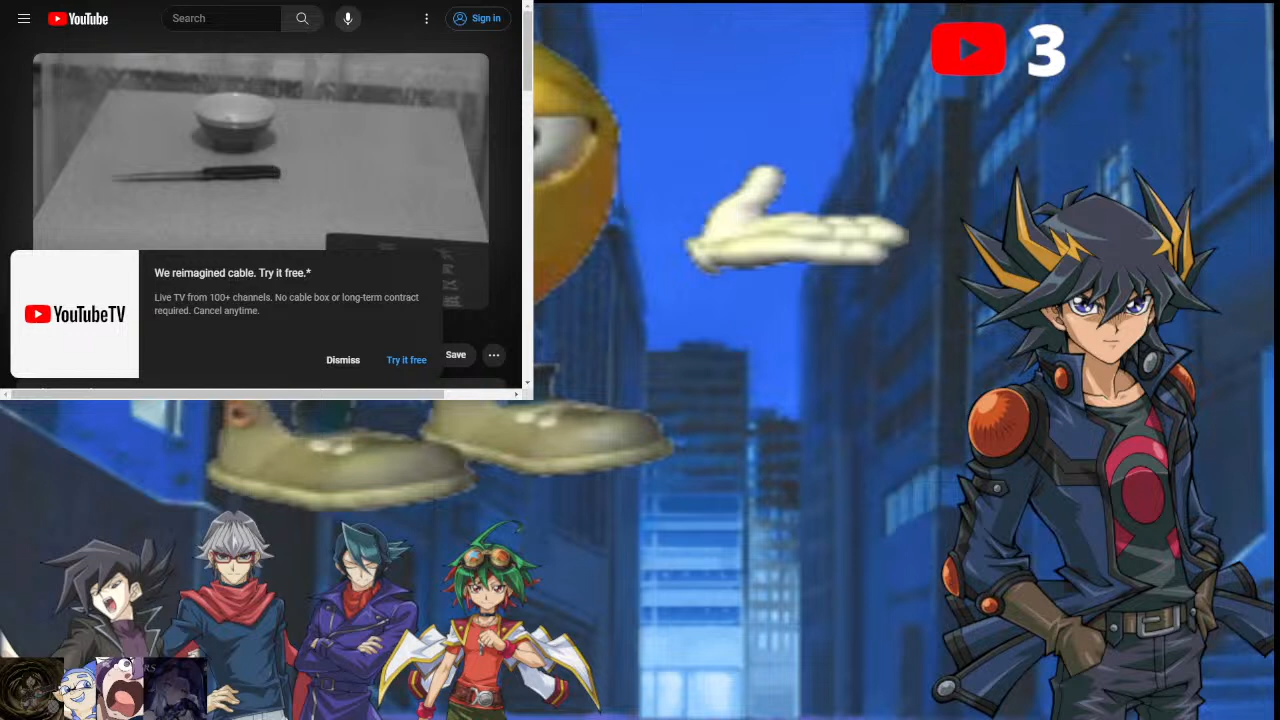 YouTube
Search
Sign in
3
We reimagined cable. Try it free.*
Live TV from 100+ channels. No cable box or long-term contract
required. Cancel anytime.
YouTubeTV
Dismiss
Try it free
Save